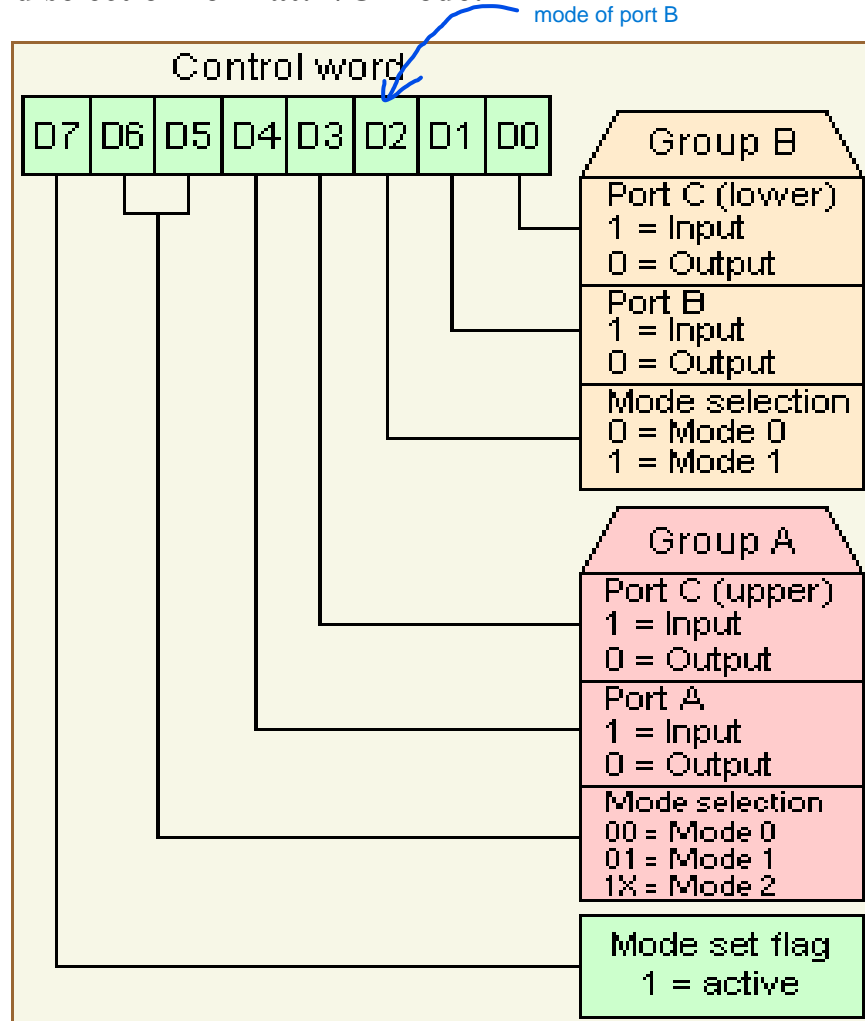 mode of port B
Control word
D7 D6 D5 D4 D3 D2 D1 D0
Group B
Port C (lower)
1 = Input
0 = Output
Port B
1 = Input
0 = Output
Mode selection
0 = Mode 0
1 = Mode 1
Group A
Port C (upper)
1 = Input
0 = Output
Port A
1 = Input
0 = Output
Mode selection
00 = Mode 0
01 = Mode 1
1X = Mode 2
Mode set flag
1 = active